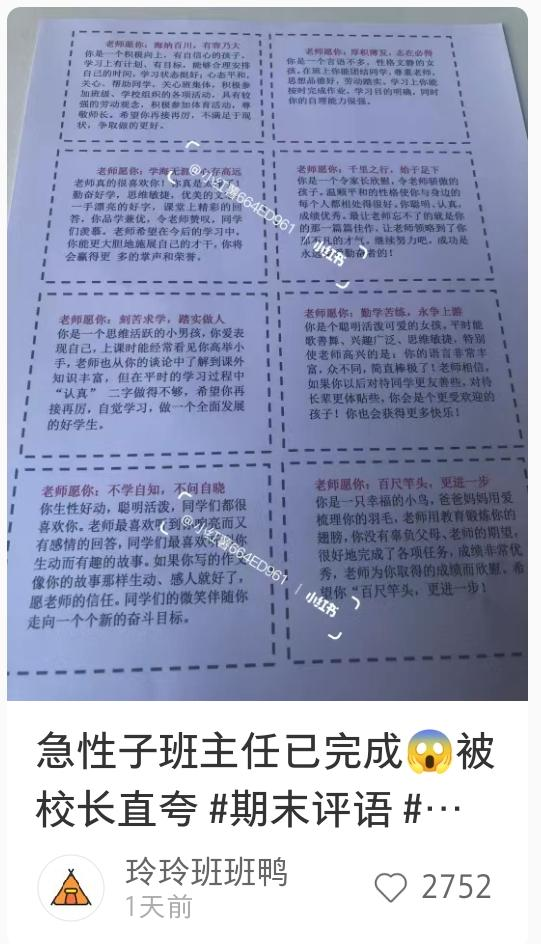 老师愿你：海纳百川，有容乃大
你是一个积极向上、有自信心的孩子。
学习上有计划、有目标，能够合理安排
自己的时间，学习状态挺好；心态平和，
关心、帮助同学，关心班集体，积极参
加班级、学校组织的各项活动，具有较
强的劳动观念，积极参加体育活动，尊
敬师长。希望你再接再厉，不满足于现
状，争取做的更好。
老师愿你：厚积薄发，志在必得
你是一个言语不多，性格文静的女
孩，在班上你能团结同学，尊重老师，
思想品德好，劳动踏实。学习上你能
按时完成作业。学习目的明确，同时
你的自理能力很强。
老师愿你：学海无涯，心存高远
老师真的很喜欢你！你真是
勤奋好学，思维敏捷，优美的文
一手漂亮的好字，课堂上精彩的回
答，你品学兼优，令老师赞叹，同学
们羡慕。老师希望在今后的学习中，
你能更大胆地施展自己的才干，你将
会赢得更 多的掌声和荣誉。
老师愿你：千里之行，始于足下
你是一个令家长欣慰，令老师骄傲的
孩子，温顺平和的性格使你与身边的
每个人都相处得很好。你聪明、认真，
成绩优秀。最让老师忘不了的就是你
的那一篇篇佳作，让老师领略到了你
那非凡的才气。继续努力吧，成功是
永远 勤奋者的！
老师愿你：刻苦求学，踏实做人
你是一个思维活跃的小男孩，你爱表
现自己，上课时能经常看见你高举小
手，老师也从你的谈论中了解到课外
知识丰富，但在平时的学习过程中
“认真” 二字做得不够，希望你再
接再厉，自觉学习，做一个全面发展
的好学生。
老师愿你：勤学苦练，永争上游
你是个聪明活泼可爱的女孩，平时能
歌善舞、兴趣广泛、思维敏捷，特别
使老师高兴的是：你的语言非常丰
富，众不同，简直棒极了！老师相信，
如果你以后对待同学更友善些，对待
长辈更体贴些，你会是个更受欢迎的
孩子！你也会获得更多快乐！
老师愿你：不学自知，不问自晓
你生性好动，聪明活泼，同学们都很
喜欢你。老师最喜欢听到你响亮而又
有感情的回答，同学们最喜欢 你
生动而有趣的故事。如果你写的作文
像你的故事那样生动、感人就好了，
愿老师的信任。同学们的微笑伴随你
走向一个个新的奋斗目标。
老师愿你：百尺竿头，更进一步
你是一只幸福的小鸟，爸爸妈妈用爱
梳理你的羽毛，老师用教育锻炼你的
翅膀，你没有辜负父母、老师的期望，
很好地完成了各项任务，成绩非常优
秀，老师为你取得的成绩而欣慰，希
望你“百尺竿头，更进一步！
@小红薯664ED961
小红书
@小红薯664ED961
小红书
急性子班主任已完成😱被
校长直夸 #期末评语 #…
玲玲班班鸭
1天前
2752